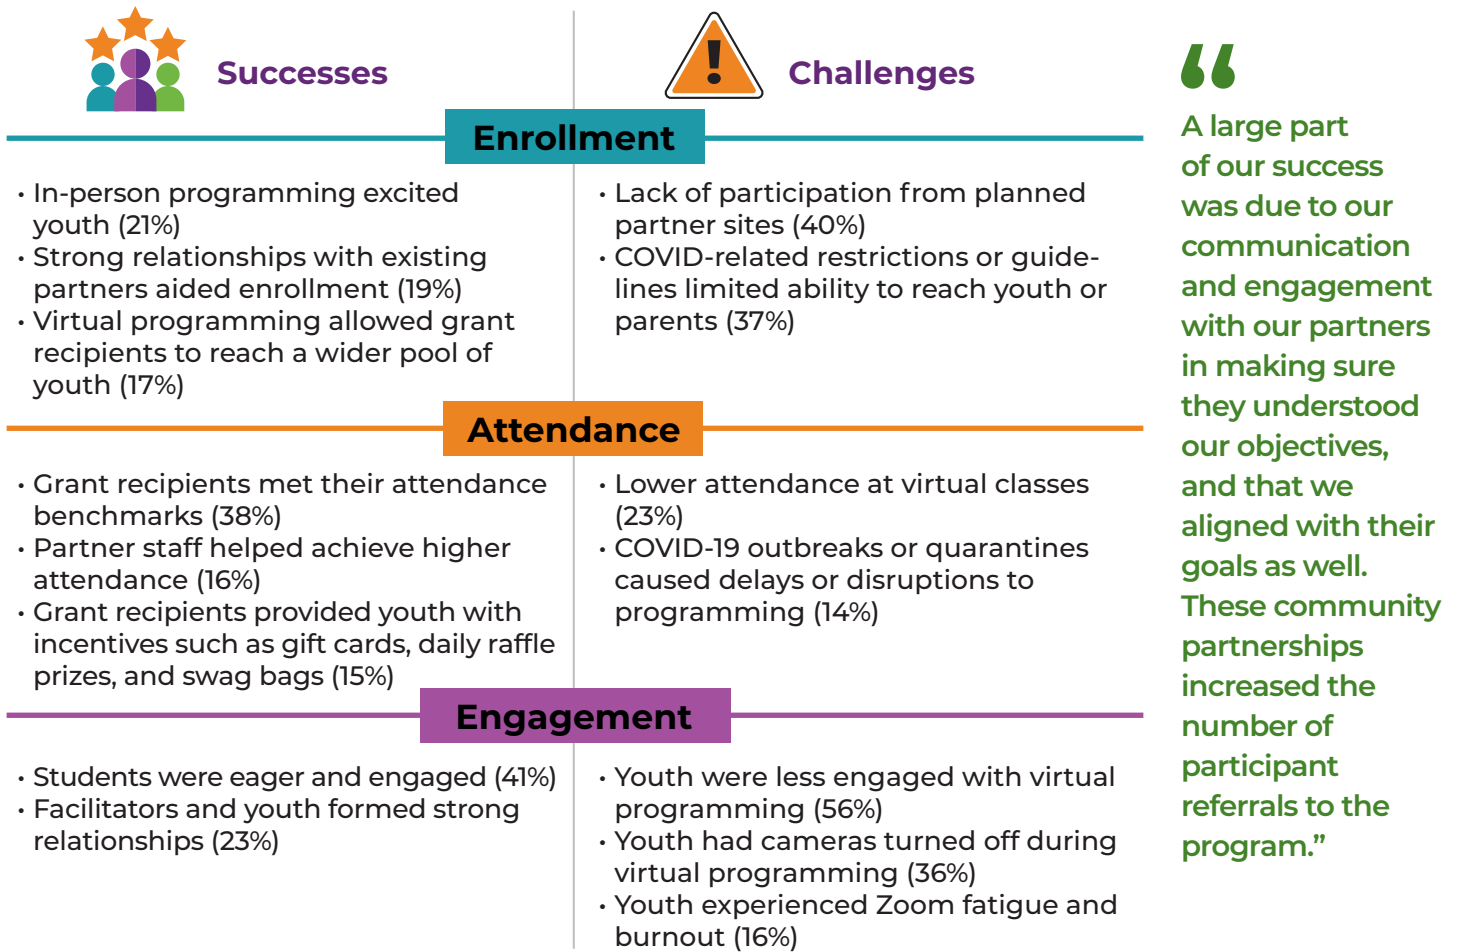 Successes
Challenges
Enrollment
• In-person programming excited
youth (21%)
• Strong relationships with existing
partners aided enrollment (19%)
• Virtual programming allowed grant
recipients to reach a wider pool of
youth (17%)
• Lack of participation from planned
partner sites (40%)
• COVID-related restrictions or guide-
lines limited ability to reach youth or
parents (37%)
Attendance
• Grant recipients met their attendance
benchmarks (38%)
• Partner staff helped achieve higher
attendance (16%)
• Grant recipients provided youth with
incentives such as gift cards, daily raffle
prizes, and swag bags (15%)
• Lower attendance at virtual classes
(23%)
• COVID-19 outbreaks or quarantines
caused delays or disruptions to
programming (14%)
Engagement
• Students were eager and engaged (41%)
• Facilitators and youth formed strong
relationships (23%)
• Youth were less engaged with virtual
programming (56%)
• Youth had cameras turned off during
virtual programming (36%)
• Youth experienced Zoom fatigue and
burnout (16%)
“
A large part
of our success
was due to our
communication
and engagement
with our partners
in making sure
they understood
our objectives,
and that we
aligned with their
goals as well.
These community
partnerships
increased the
number of
participant
referrals to the
program.”